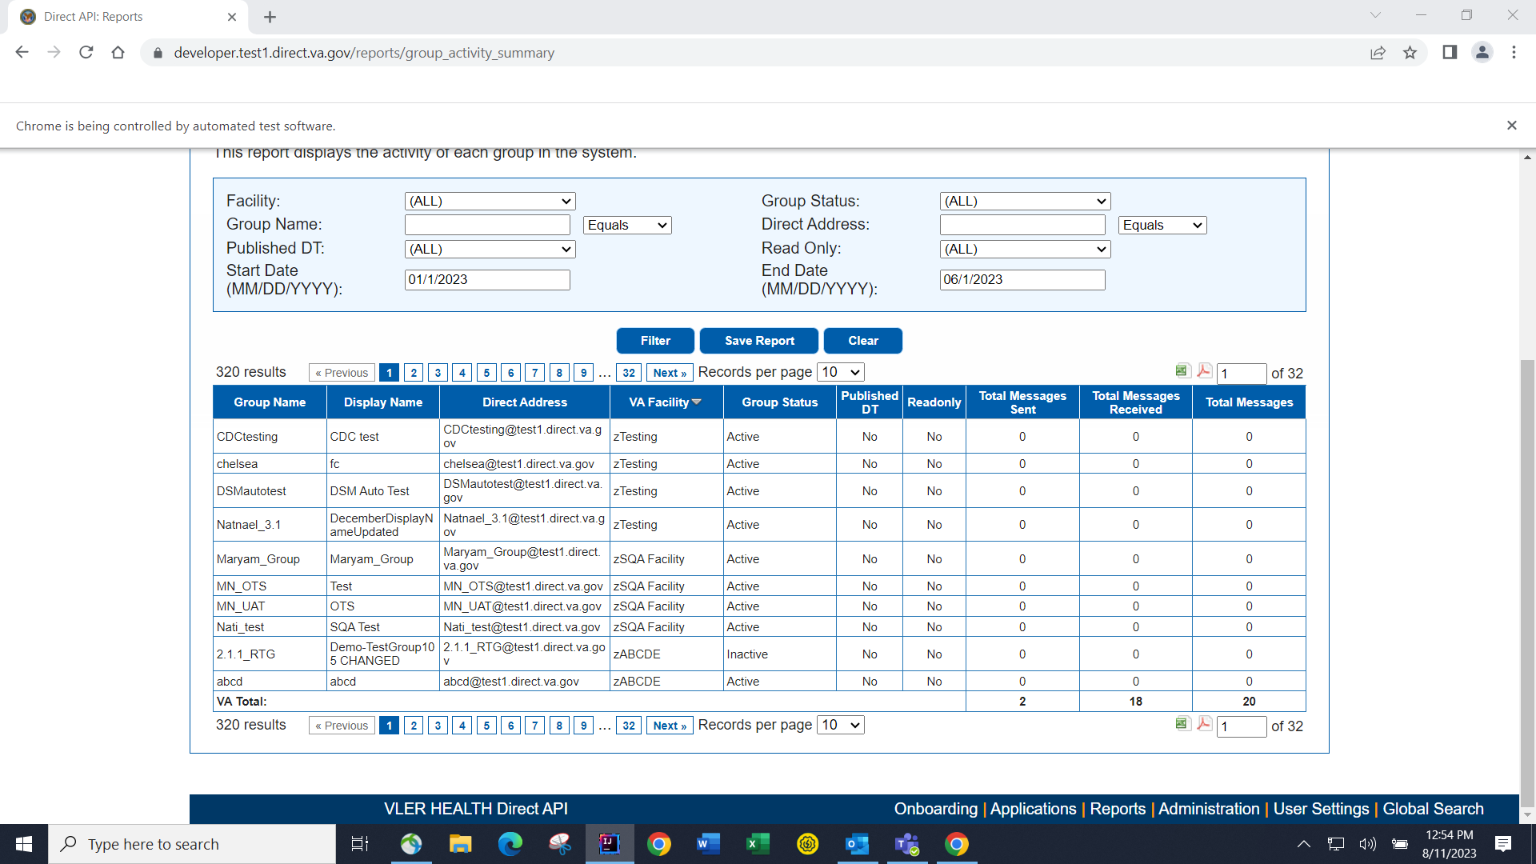 Direct API: Reports
developer.test1.direct.va.gov/reports/group_activity_summary
Chrome is being controlled by automated test software.
This report displays the activity of each group in the system.
Facility: (ALL) Group Status: (ALL)
Group Name: Equals Direct Address: Equals
Published DT: (ALL) Read Only: (ALL)
Start Date (MM/DD/YYYY): 01/1/2023 End Date (MM/DD/YYYY): 06/1/2023
Filter Save Report Clear
320 results « Previous 1 2 3 4 5 6 7 8 9 ... 32 Next » Records per page 10 1 of 32
Group Name Display Name Direct Address VA Facility Group Status Published DT Readonly Total Messages Sent Total Messages Received Total Messages
CDCtesting CDC test CDCtesting@test1.direct.va.gov zTesting Active No No 0 0 0
chelsea fc chelsea@test1.direct.va.gov zTesting Active No No 0 0 0
DSMautotest DSM Auto Test DSMautotest@test1.direct.va.gov zTesting Active No No 0 0 0
Natnael_3.1 DecemberDisplayNameUpdated Natnael_3.1@test1.direct.va.gov zTesting Active No No 0 0 0
Maryam_Group Maryam_Group Maryam_Group@test1.direct.va.gov zSQA Facility Active No No 0 0 0
MN_OTS Test MN_OTS@test1.direct.va.gov zSQA Facility Active No No 0 0 0
MN_UAT OTS MN_UAT@test1.direct.va.gov zSQA Facility Active No No 0 0 0
Nati_test SQA Test Nati_test@test1.direct.va.gov zSQA Facility Active No No 0 0 0
2.1.1_RTG Demo-TestGroup105 CHANGED 2.1.1_RTG@test1.direct.va.gov zABCDE Inactive No No 0 0 0
abcd abcd abcd@test1.direct.va.gov zABCDE Active No No 0 0 0
VA Total: 2 18 20
320 results « Previous 1 2 3 4 5 6 7 8 9 ... 32 Next » Records per page 10 1 of 32
VLER HEALTH Direct API Onboarding | Applications | Reports | Administration | User Settings | Global Search
Type here to search
12:54 PM
8/11/2023